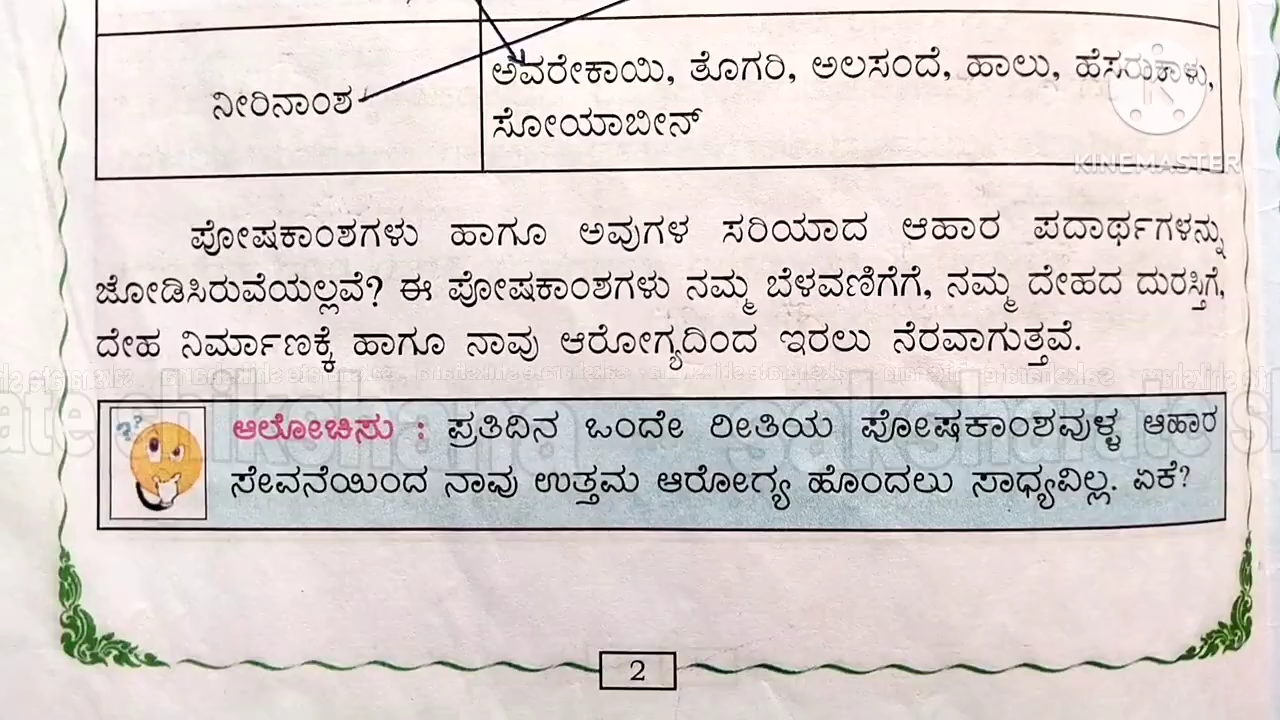 ಅವರೇಕಾಯಿ, ತೊಗರಿ, ಅಲಸಂದೆ, ಹಾಲು, ಹೆಸರುಕಾಳು,
ನೀರಿನಾಂಶ
ಸೋಯಾಬೀನ್
KINEMASTER
ಪೋಷಕಾಂಶಗಳು ಹಾಗೂ ಅವುಗಳ ಸರಿಯಾದ ಆಹಾರ ಪದಾರ್ಥಗಳನ್ನು
ಜೋಡಿಸಿರುವೆಯಲ್ಲವೆ? ಈ ಪೋಷಕಾಂಶಗಳು ನಮ್ಮ ಬೆಳವಣಿಗೆಗೆ, ನಮ್ಮ ದೇಹದ ದುರಸ್ತಿಗೆ,
ದೇಹ ನಿರ್ಮಾಣಕ್ಕೆ ಹಾಗೂ ನಾವು ಆರೋಗ್ಯದಿಂದ ಇರಲು ನೆರವಾಗುತ್ತವೆ.
ಆಲೋಚಿಸು : ಪ್ರತಿದಿನ ಒಂದೇ ರೀತಿಯ ಪೋಷಕಾಂಶವುಳ್ಳ ಆಹಾರ
ಸೇವನೆಯಿಂದ ನಾವು ಉತ್ತಮ ಆರೋಗ್ಯ ಹೊಂದಲು ಸಾಧ್ಯವಿಲ್ಲ. ಏಕೆ?
2